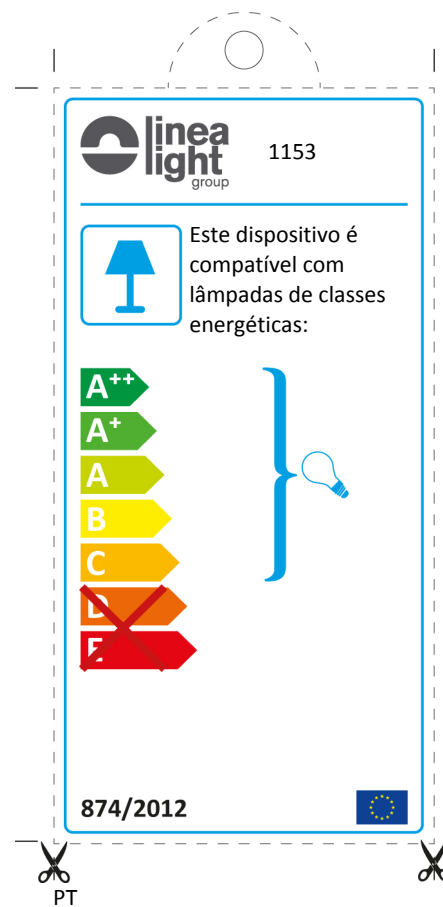 linea
light
group
1153
Este dispositivo é
compatível com
lâmpadas de classes
energéticas:
A++
A+
A
B
C
D
E
874/2012
PT